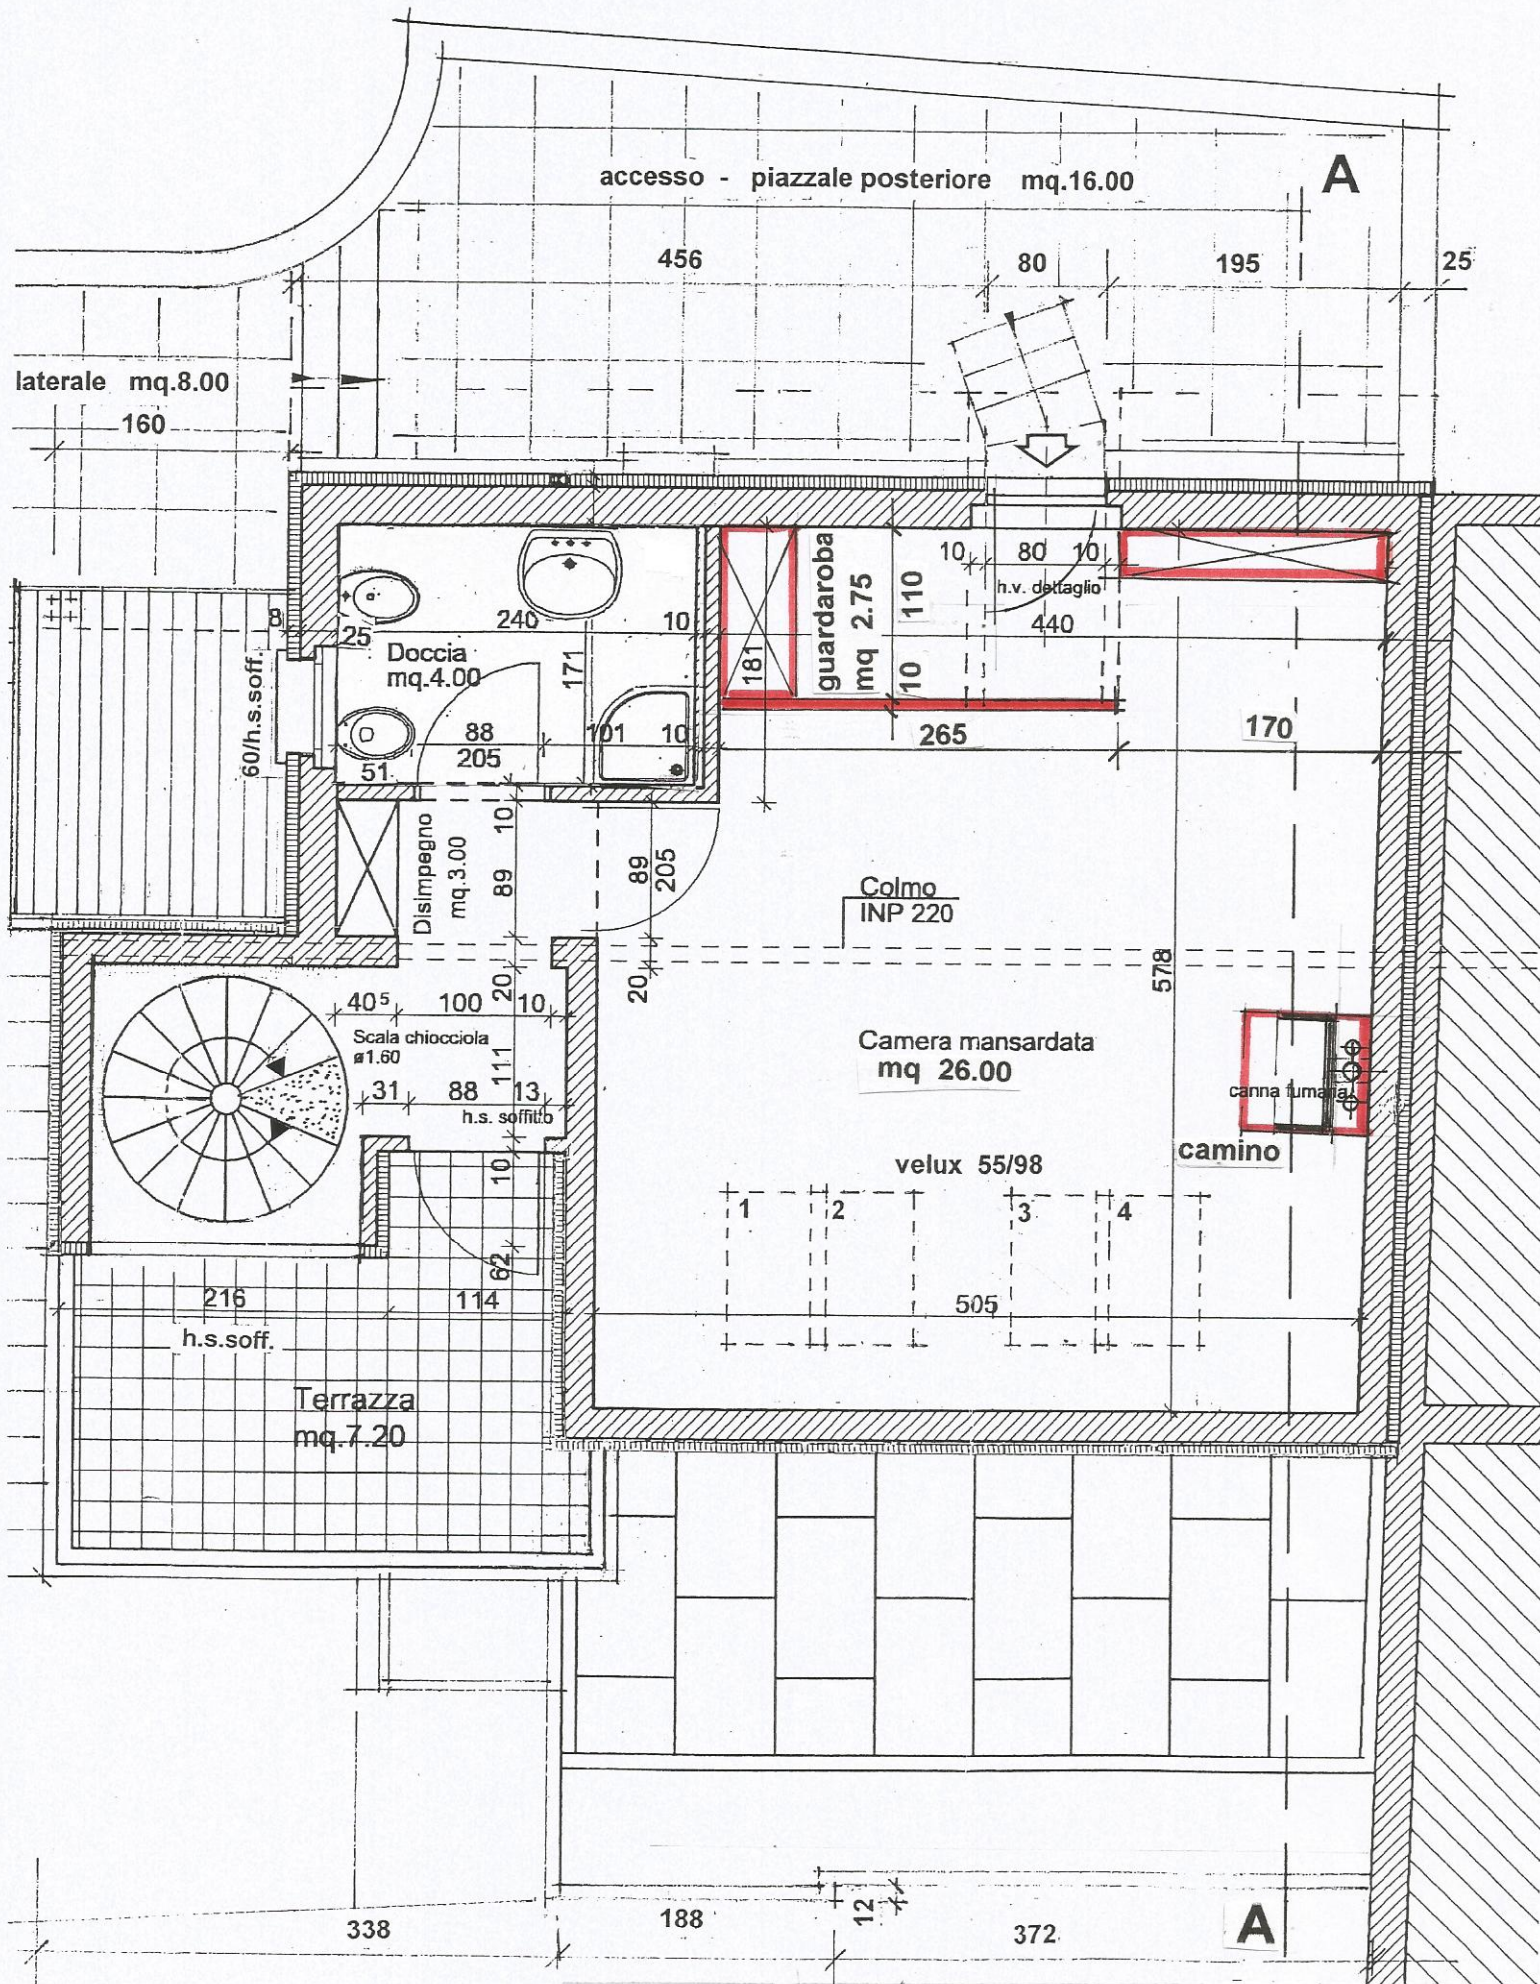 accesso - piazzale posteriore mq.16.00
A
456
80
195
25
laterale mq.8.00
160
8
25
240
10
Doccia
mq.4.00
171
60/h.s.soff.
88
205
101
10
51
181
guardaroba
mq 2.75
110
10
10
80
10
h.v. dettaglio
440
265
170
Disimpegno
mq.3.00
10
89
89
205
Colmo
INP 220
578
20
20
40⁵
100
10
Scala chiocciola
ø1.60
111
31
88
13
h.s. soffitto
10
62
Camera mansardata
mq 26.00
canna fumaria
camino
velux 55/98
1
2
3
4
505
216
114
h.s.soff.
Terrazza
mq.7.20
338
188
12
372
A